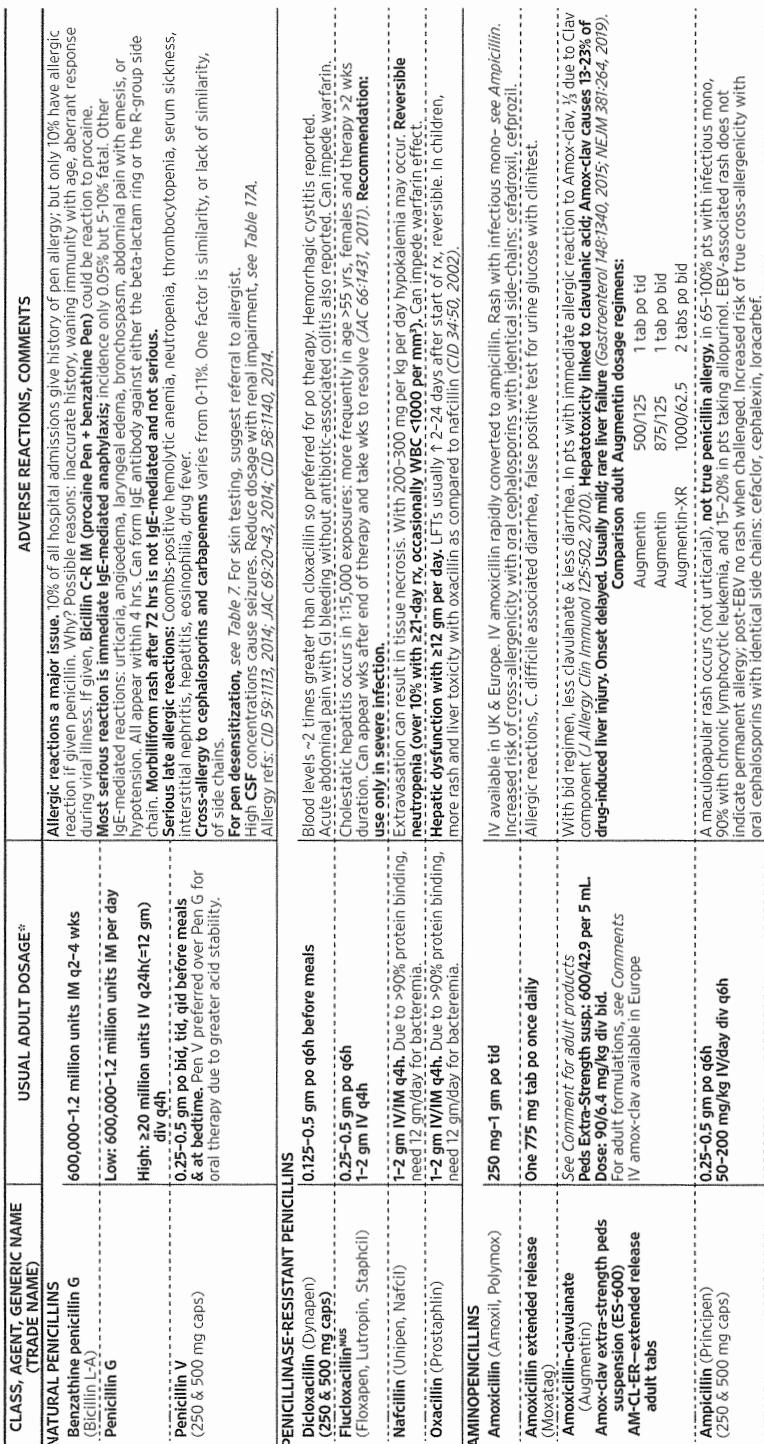 CLASS, AGENT, GENERIC NAME
(TRADE NAME)
USUAL ADULT DOSAGE*
ADVERSE REACTIONS, COMMENTS
NATURAL PENICILLINS
Benzathine penicillin G
(Bicillin L-A)
600,000–1.2 million units IM q2–4 wks
Penicillin G
Low: 600,000–1.2 million units IM per day
High: ≥20 million units IV q24h(=12 gm)
div q4h
Penicillin V
(250 & 500 mg caps)
0.25–0.5 gm po bid, tid, qid before meals
& at bedtime. Pen V preferred over Pen G for
oral therapy due to greater acid stability.
Allergic reactions a major issue. 10% of all hospital admissions give history of pen allergy; but only 10% have allergic
reaction if given penicillin. Why? Possible reasons: inaccurate history, waning immunity with age, aberrant response
during viral illness. If given, Bicillin C-R IM (procaine Pen + benzathine Pen) could be reaction to procaine.
Most serious reaction is immediate IgE-mediated anaphylaxis; incidence only 0.05% but 5-10% fatal. Other
IgE-mediated reactions: urticaria, angioedema, laryngeal edema, bronchospasm, abdominal pain with emesis, or
hypotension. All appear within 4 hrs. Can form IgE antibody against either the beta-lactam ring or the R-group side
chain. Morbilliform rash after 72 hrs is not IgE-mediated and not serious.
Serious late allergic reactions: Coombs-positive hemolytic anemia, neutropenia, thrombocytopenia, serum sickness,
interstitial nephritis, hepatitis, eosinophilia, drug fever.
Cross-allergy to cephalosporins and carbapenems varies from 0-11%. One factor is similarity, or lack of similarity,
of side chains.
For pen desensitization, see Table 7. For skin testing, suggest referral to allergist.
High CSF concentrations cause seizures. Reduce dosage with renal impairment, see Table 17A.
Allergy refs: CID 59:1113, 2014; JAC 69:20-43, 2014; CID 58:1140, 2014.
PENICILLINASE-RESISTANT PENICILLINS
Dicloxacillin (Dynapen)
(250 & 500 mg caps)
0.125–0.5 gm po q6h before meals
Blood levels ~2 times greater than cloxacillin so preferred for po therapy. Hemorrhagic cystitis reported.
Acute abdominal pain with GI bleeding without antibiotic-associated colitis also reported. Can impede warfarin.
Flucloxacillin NUS
(Floxapen, Lutropin, Staphcil)
0.25–0.5 gm po q6h
1–2 gm IV q4h
Cholestatic hepatitis occurs in 1:15,000 exposures: more frequently in age >55 yrs, females and therapy >2 wks
duration. Can appear wks after end of therapy and take wks to resolve (JAC 66:1431, 2011). Recommendation:
use only in severe infection.
Nafcillin (Unipen, Nafcil)
1–2 gm IV/IM q4h. Due to >90% protein binding,
need 12 gm/day for bacteremia.
Extravasation can result in tissue necrosis. With 200–300 mg per kg per day hypokalemia may occur. Reversible
neutropenia (over 10% with ≥21-day rx, occasionally WBC <1000 per mm³). Can impede warfarin effect.
Oxacillin (Prostaphlin)
1–2 gm IV/IM q4h. Due to >90% protein binding,
need 12 gm/day for bacteremia.
Hepatic dysfunction with ≥12 gm per day. LFTs usually ↑ 2–24 days after start of rx, reversible. In children,
more rash and liver toxicity with oxacillin as compared to nafcillin (CID 34:50, 2002).
AMINOPENICILLINS
Amoxicillin (Amoxil, Polymox)
250 mg–1 gm po tid
IV available in UK & Europe. IV amoxicillin rapidly converted to ampicillin. Rash with infectious mono– see Ampicillin.
Increased risk of cross-allergenicity with oral cephalosporins with identical side-chains: cefadroxil, cefprozil.
Amoxicillin extended release
(Moxatag)
One 775 mg tab po once daily
Allergic reactions, C. difficile associated diarrhea, false positive test for urine glucose with clinitest.
Amoxicillin-clavulanate
(Augmentin)
Amox-clav extra-strength peds
suspension (ES-600)
AM-CL-ER—extended release
adult tabs
See Comment for adult products
Peds Extra-Strength susp.: 600/42.9 per 5 mL.
Dose: 90/6.4 mg/kg div bid.
For adult formulations, see Comments
IV amox-clav available in Europe
With bid regimen, less clavulanate & less diarrhea. In pts with immediate allergic reaction to Amox-clav, ⅓ due to Clav
component (J Allergy Clin Immunol 125:502, 2010). Hepatotoxicity linked to clavulanic acid; Amox-clav causes 13-23% of
drug-induced liver injury. Onset delayed. Usually mild; rare liver failure (Gastroenterol 148:1340, 2015; NEJM 381:264, 2019).
Comparison adult Augmentin dosage regimens:
Augmentin 500/125 1 tab po tid
Augmentin 875/125 1 tab po bid
Augmentin-XR 1000/62.5 2 tabs po bid
Ampicillin (Principen)
(250 & 500 mg caps)
0.25–0.5 gm po q6h
50–200 mg/kg IV/day div q6h
A maculopapular rash occurs (not urticarial), not true penicillin allergy, in 65–100% pts with infectious mono,
90% with chronic lymphocytic leukemia, and 15–20% in pts taking allopurinol. EBV-associated rash does not
indicate permanent allergy; post-EBV no rash when challenged. Increased risk of true cross-allergenicity with
oral cephalosporins with identical side chains: cefaclor, cephalexin, loracarbef.